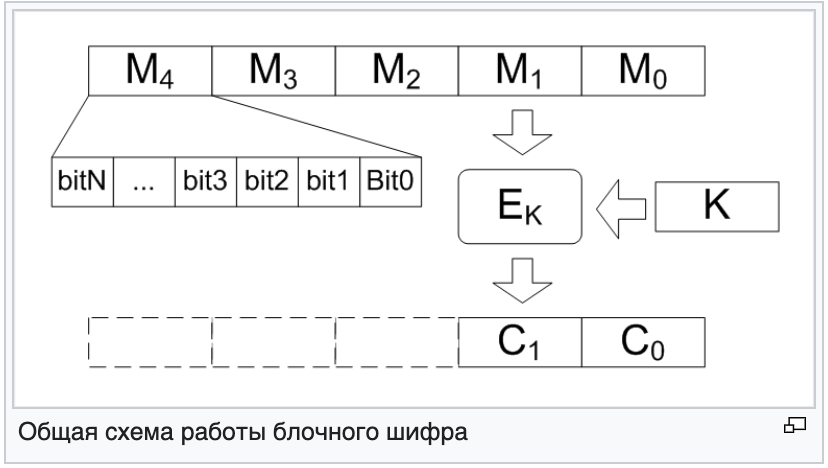 M₄ M₃ M₂ M₁ M₀
bitN ... bit3 bit2 bit1 Bit0
Eₖ K
C₁ C₀
Общая схема работы блочного шифра